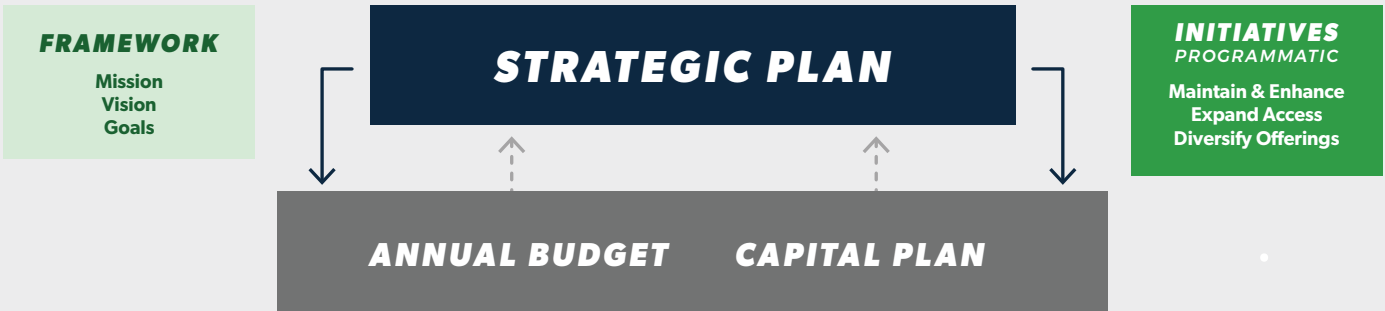 FRAMEWORK
Mission
Vision
Goals
STRATEGIC PLAN
INITIATIVES
PROGRAMMATIC
Maintain & Enhance
Expand Access
Diversify Offerings
ANNUAL BUDGET
CAPITAL PLAN